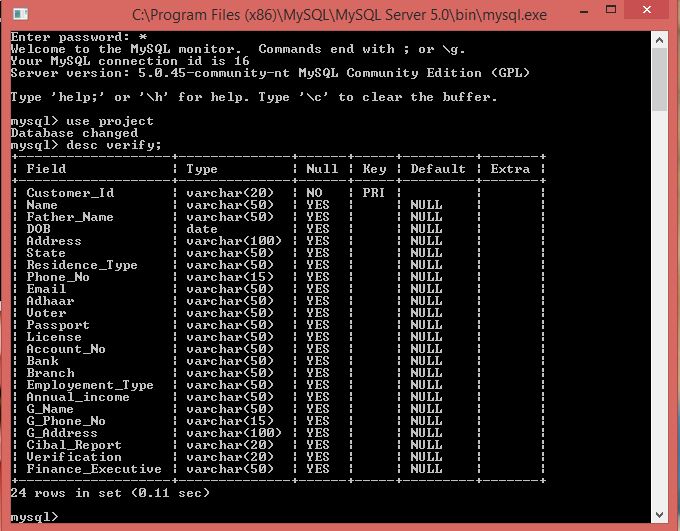 C:\Program Files (x86)\MySQL\MySQL Server 5.0\bin\mysql.exe
Enter password: *
Welcome to the MySQL monitor.  Commands end with ; or \g.
Your MySQL connection id is 16
Server version: 5.0.45-community-nt MySQL Community Edition (GPL)
Type 'help;' or '\h' for help. Type '\c' to clear the buffer.
mysql> use project
Database changed
mysql> desc verify;
+-------------------+--------------+------+-----+---------+-------+
| Field             | Type         | Null | Key | Default | Extra |
+-------------------+--------------+------+-----+---------+-------+
| Customer_Id       | varchar(20)  | NO   | PRI |         |       |
| Name              | varchar(50)  | YES  |     | NULL    |       |
| Father_Name       | varchar(50)  | YES  |     | NULL    |       |
| DOB               | date         | YES  |     | NULL    |       |
| Address           | varchar(100) | YES  |     | NULL    |       |
| State             | varchar(50)  | YES  |     | NULL    |       |
| Residence_Type    | varchar(50)  | YES  |     | NULL    |       |
| Phone_No          | varchar(15)  | YES  |     | NULL    |       |
| Email             | varchar(50)  | YES  |     | NULL    |       |
| Adhaar            | varchar(50)  | YES  |     | NULL    |       |
| Voter             | varchar(50)  | YES  |     | NULL    |       |
| Passport          | varchar(50)  | YES  |     | NULL    |       |
| License           | varchar(50)  | YES  |     | NULL    |       |
| Account_No        | varchar(50)  | YES  |     | NULL    |       |
| Bank              | varchar(50)  | YES  |     | NULL    |       |
| Branch            | varchar(50)  | YES  |     | NULL    |       |
| Employement_Type  | varchar(50)  | YES  |     | NULL    |       |
| Annual_income     | varchar(50)  | YES  |     | NULL    |       |
| G_Name            | varchar(50)  | YES  |     | NULL    |       |
| G_Phone_No        | varchar(15)  | YES  |     | NULL    |       |
| G_Address         | varchar(100) | YES  |     | NULL    |       |
| Cibal_Report      | varchar(20)  | YES  |     | NULL    |       |
| Verification      | varchar(20)  | YES  |     | NULL    |       |
| Finance_Executive | varchar(50)  | YES  |     | NULL    |       |
+-------------------+--------------+------+-----+---------+-------+
24 rows in set (0.11 sec)
mysql>